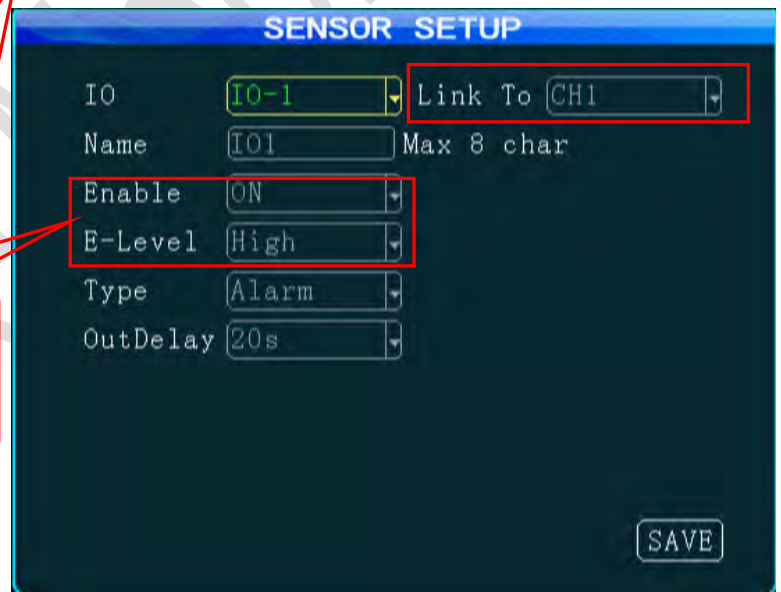 SENSOR SETUP
IO IO-1 Link To CH1
Name IO1 Max 8 char
Enable ON
E-Level High
Type Alarm
OutDelay 20s
SAVE